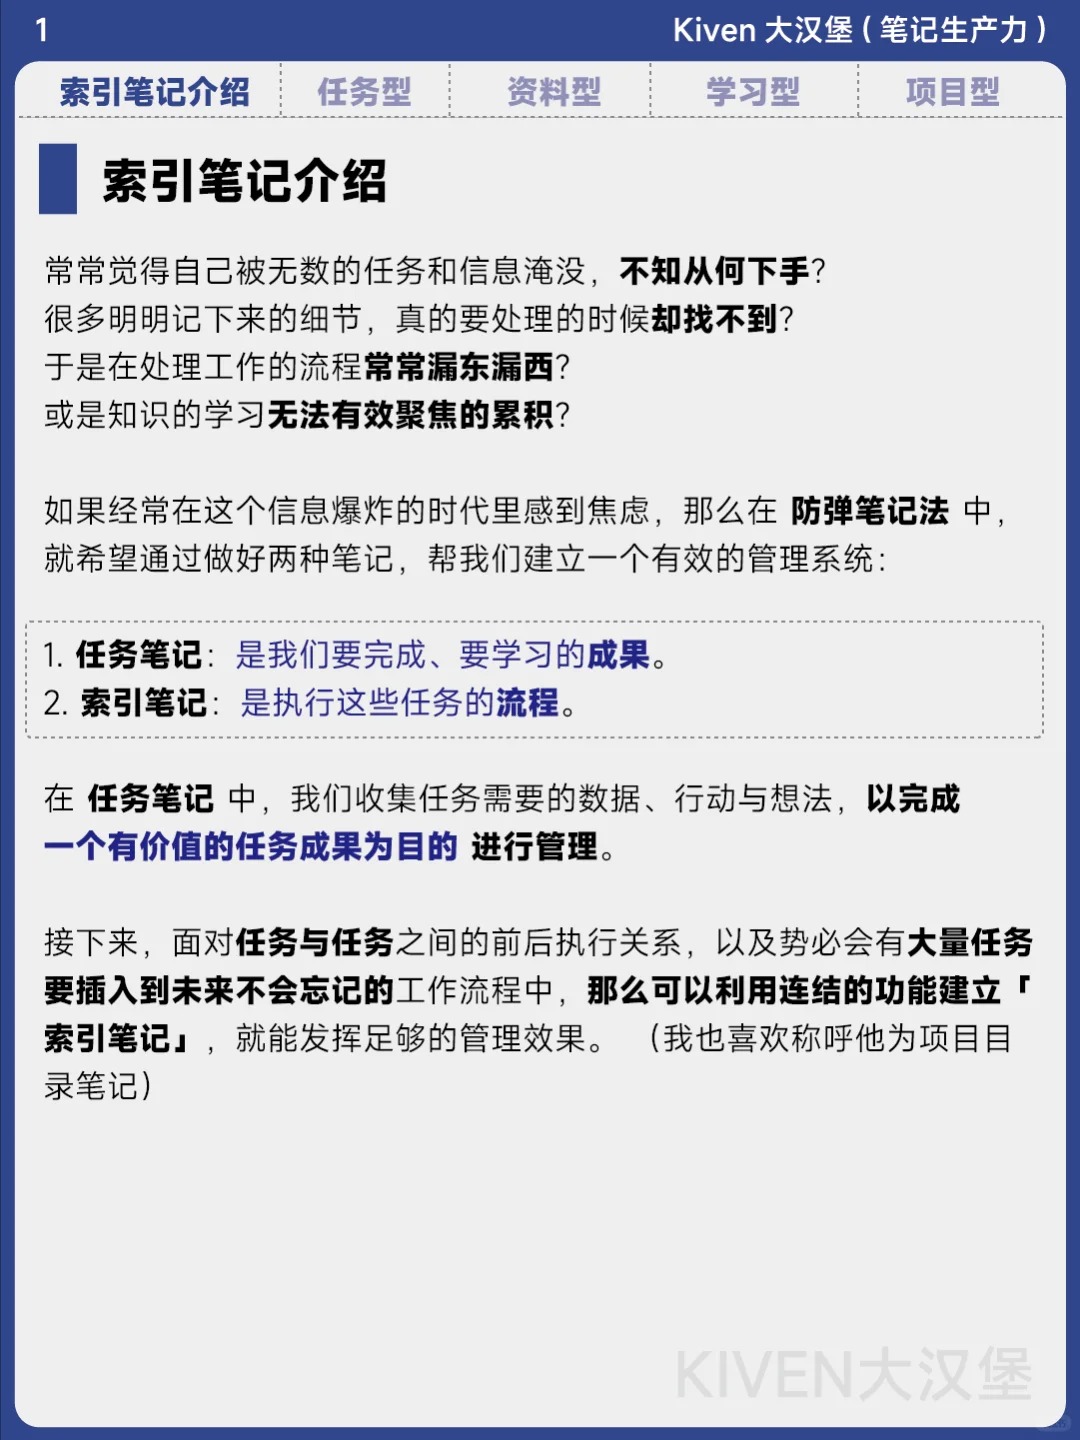 1
Kiven 大汉堡（笔记生产力）
索引笔记介绍 任务型 资料型 学习型 项目型
索引笔记介绍
常常觉得自己被无数的任务和信息淹没，不知从何下手？
很多明明记下来的细节，真的要处理的时候却找不到？
于是在处理工作的流程常常漏东漏西？
或是知识的学习无法有效聚焦的累积？
如果经常在这个信息爆炸的时代里感到焦虑，那么在 防弹笔记法 中，
就希望通过做好两种笔记，帮我们建立一个有效的管理系统：
1. 任务笔记：是我们要完成、要学习的成果。
2. 索引笔记：是执行这些任务的流程。
在 任务笔记 中，我们收集任务需要的数据、行动与想法，以完成
一个有价值的任务成果为目的 进行管理。
接下来，面对任务与任务之间的前后执行关系，以及势必会有大量任务
要插入到未来不会忘记的工作流程中，那么可以利用连结的功能建立「
索引笔记」，就能发挥足够的管理效果。（我也喜欢称呼他为项目目
录笔记）
KIVEN大汉堡